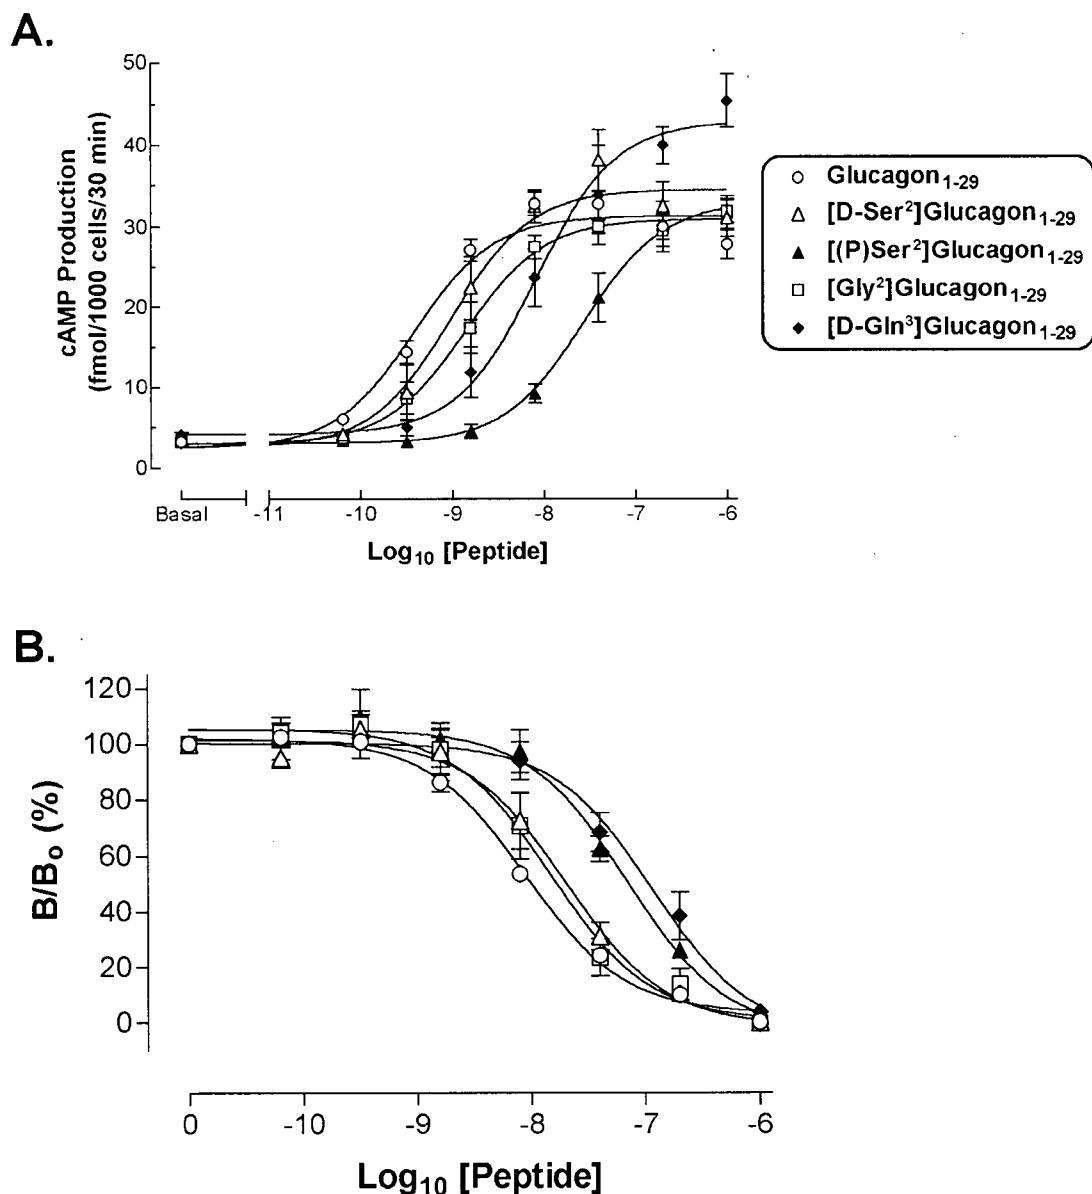 A.
50
40
30
20
10
0
cAMP Production
(fmol/1000 cells/30 min)
Basal -11 -10 -9 -8 -7 -6
Log10 [Peptide]
Glucagon1-29
[D-Ser2]Glucagon1-29
[(P)Ser2]Glucagon1-29
[Gly2]Glucagon1-29
[D-Gln3]Glucagon1-29
B.
120
100
80
60
40
20
0
B/Bo (%)
0 -10 -9 -8 -7 -6
Log10 [Peptide]